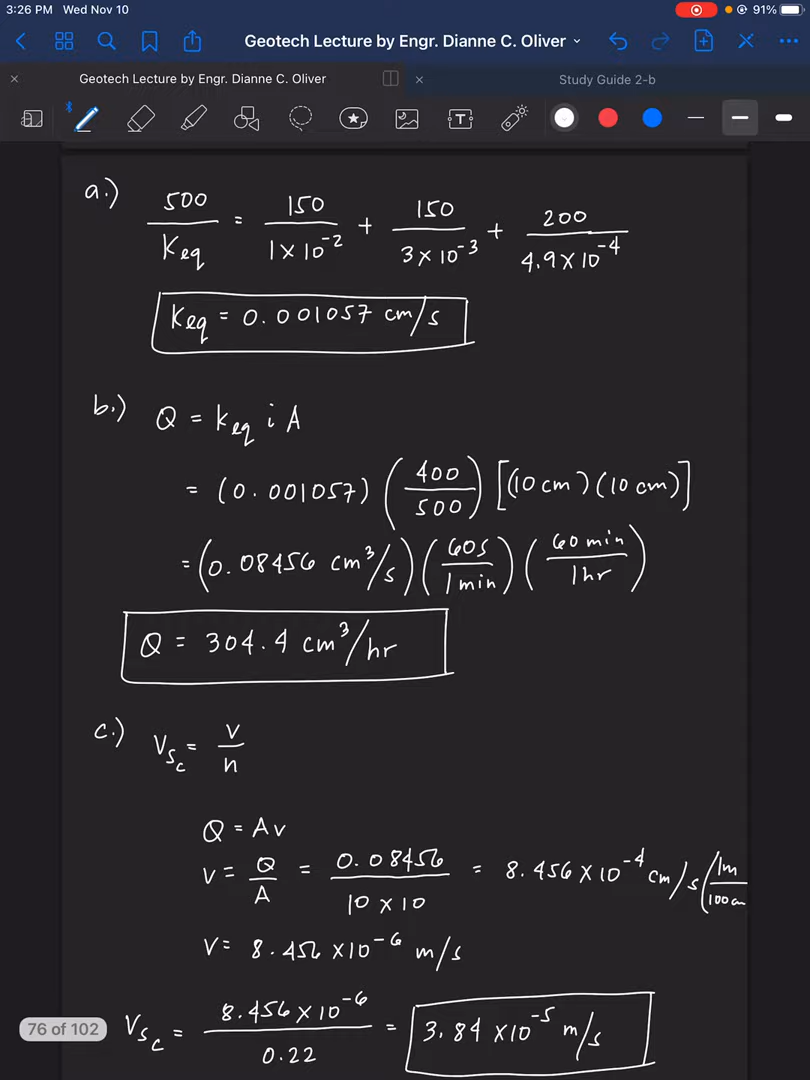 3:26 PM Wed Nov 10
91%
Geotech Lecture by Engr. Dianne C. Oliver
Geotech Lecture by Engr. Dianne C. Oliver
Study Guide 2-b
a.) 500/Keq = 150/1×10⁻² + 150/3×10⁻³ + 200/4.9×10⁻⁴
Keq = 0.001057 cm/s
b.) Q = keq i A
= (0.001057) (400/500) [(10 cm)(10 cm)]
= (0.08456 cm³/s) (60s/1min) (60 min/1hr)
Q = 304.4 cm³/hr
c.) Vsc = v/n
Q = Av
v = Q/A = 0.08456/10 × 10 = 8.456 × 10⁻⁴ cm/s (1m/100cm
v = 8.456 × 10⁻⁶ m/s
76 of 102
Vsc = 8.456 × 10⁻⁶/0.22 = 3.84 × 10⁻⁵ m/s